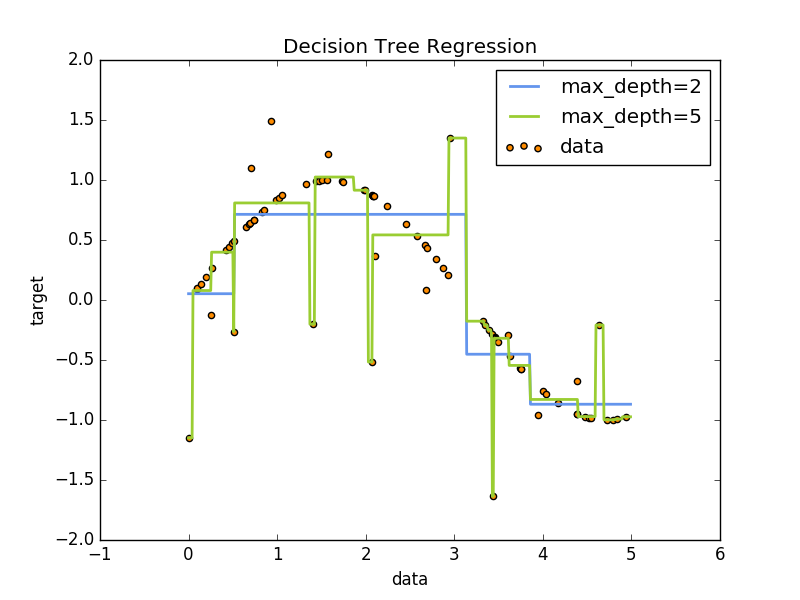 Decision Tree Regression
max_depth=2
max_depth=5
data
2.0
1.5
1.0
0.5
0.0
−0.5
−1.0
−1.5
−2.0
target
−1 0 1 2 3 4 5 6
data